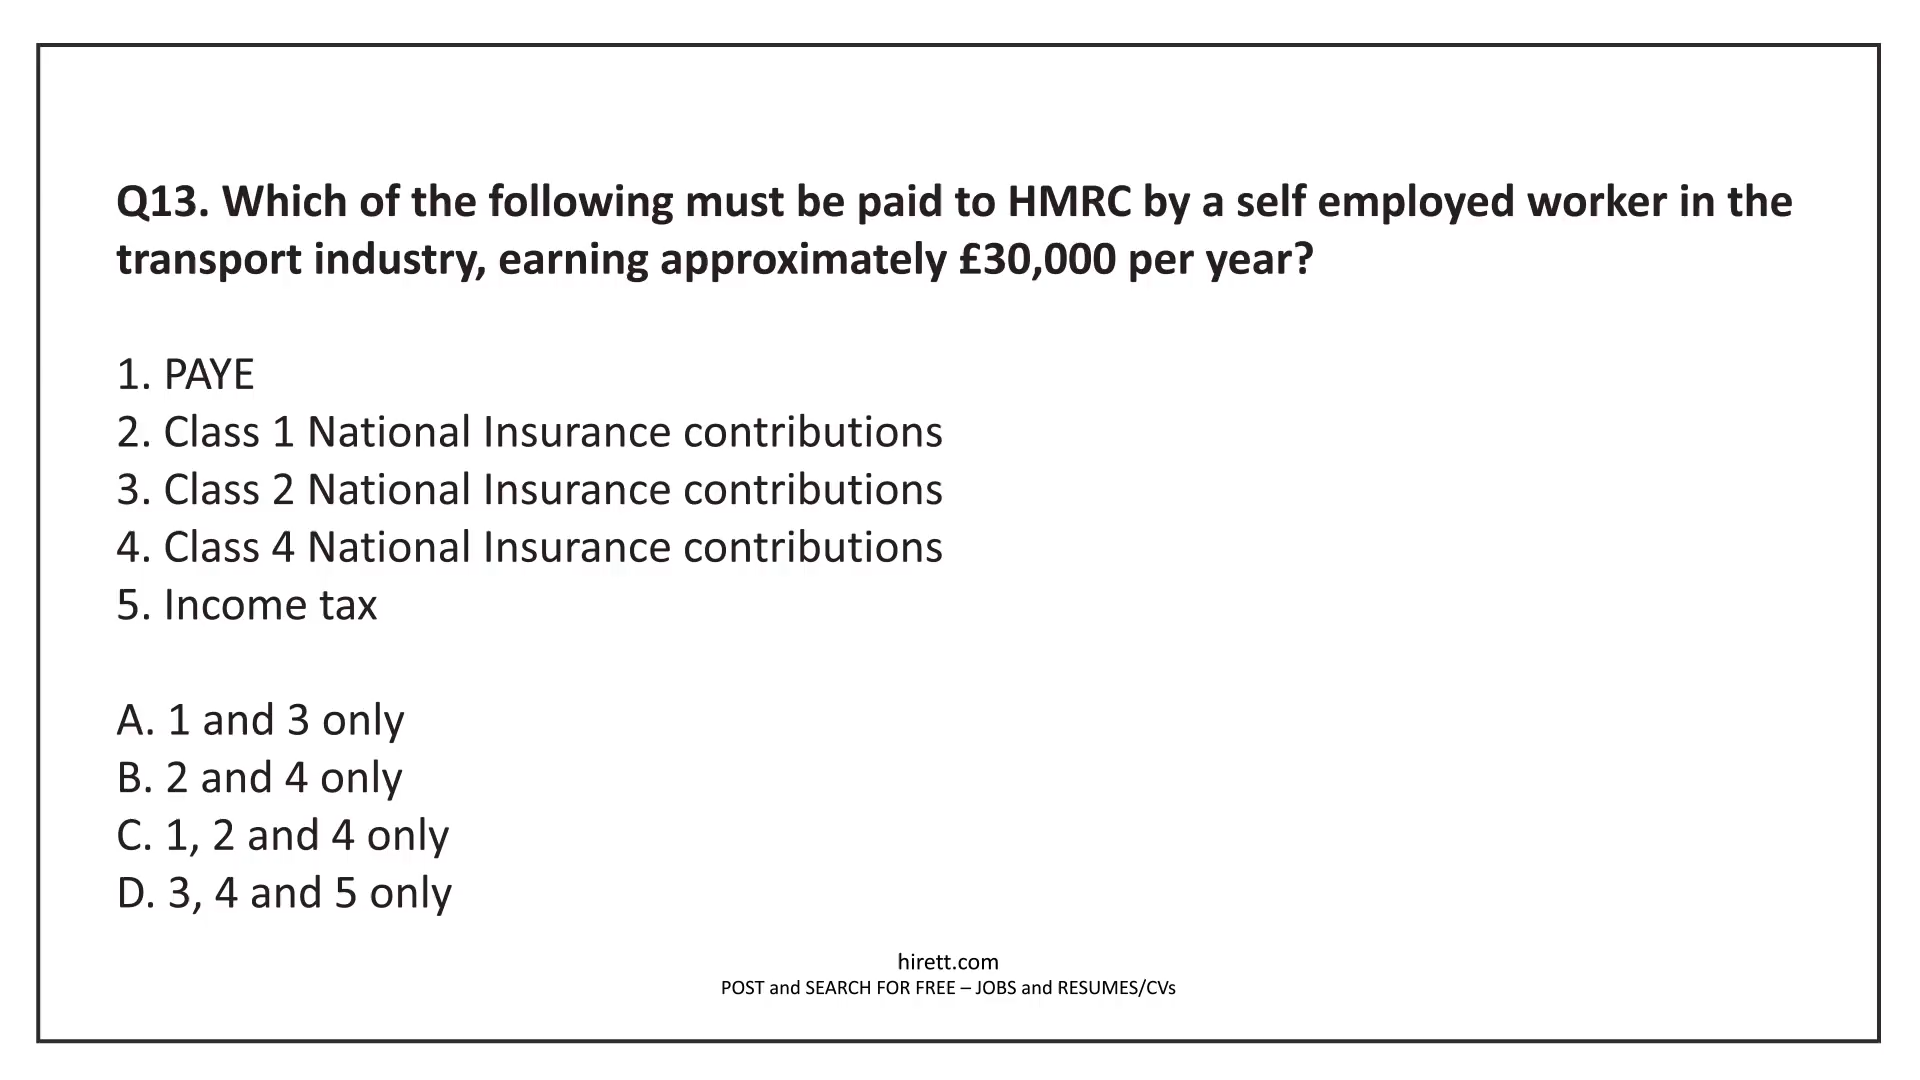 Q13. Which of the following must be paid to HMRC by a self employed worker in the
transport industry, earning approximately £30,000 per year?
1. PAYE
2. Class 1 National Insurance contributions
3. Class 2 National Insurance contributions
4. Class 4 National Insurance contributions
5. Income tax
A. 1 and 3 only
B. 2 and 4 only
C. 1, 2 and 4 only
D. 3, 4 and 5 only
hirett.com
POST and SEARCH FOR FREE – JOBS and RESUMES/CVs